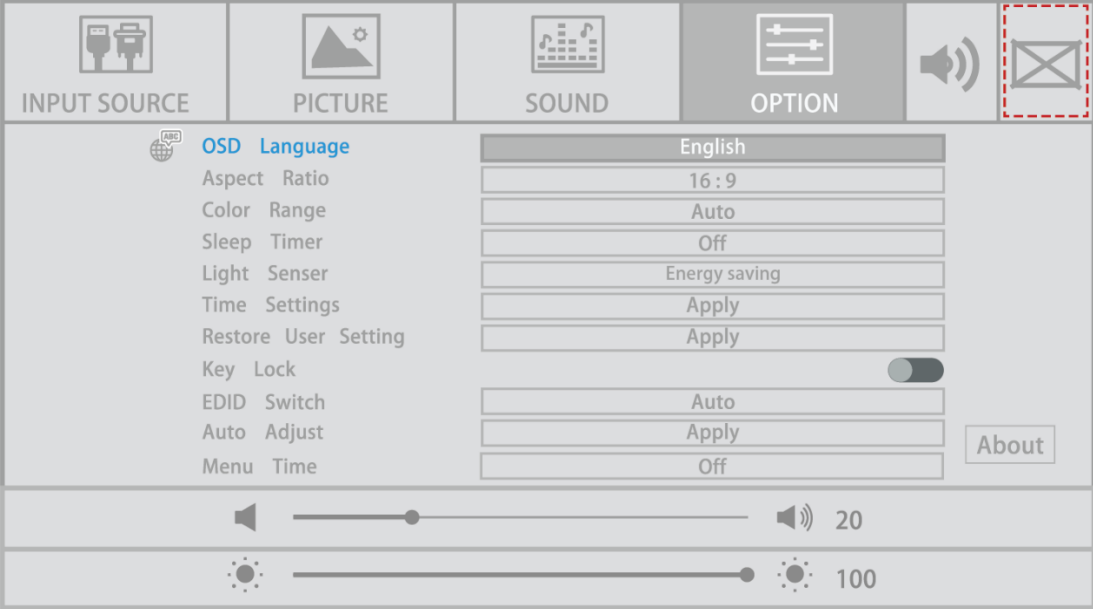 INPUT SOURCE PICTURE SOUND OPTION
ABC
OSD Language English
Aspect Ratio 16 : 9
Color Range Auto
Sleep Timer Off
Light Senser Energy saving
Time Settings Apply
Restore User Setting Apply
Key Lock
EDID Switch Auto
Auto Adjust Apply
About
Menu Time Off
20
100